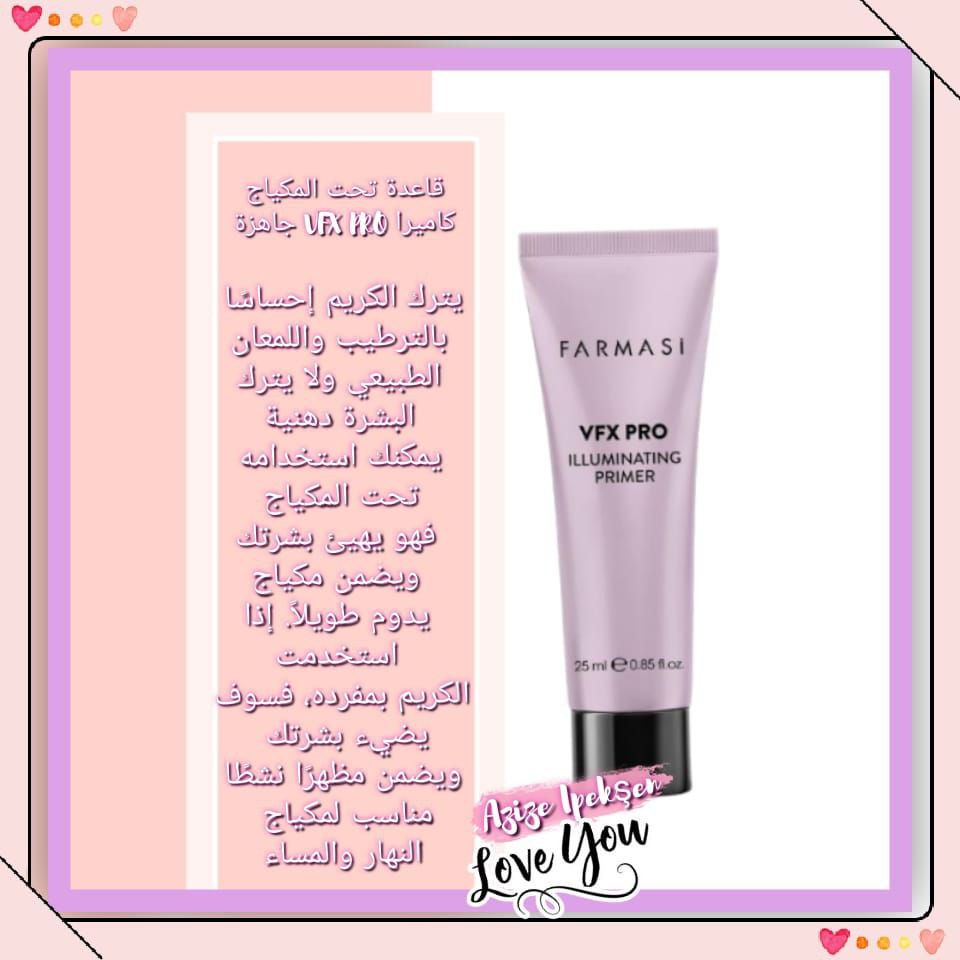 قاعدة تحت المكياج
كاميرا VFX PRO جاهزة
يترك الكريم إحساسًا
بالترطيب واللمعان
الطبيعي ولا يترك
البشرة دهنية
يمكنك استخدامه
تحت المكياج
فهو يهيئ بشرتك
ويضمن مكياج
يدوم طويلاً. إذا
استخدمت
الكريم بمفرده، فسوف
يضيء بشرتك
ويضمن مظهرًا نشطًا
مناسب لمكياج
النهار والمساء
FARMASi
VFX PRO
ILLUMINATING
PRIMER
25 ml ℮ 0.85 fl.oz.
Azize Ipekşen
Love You